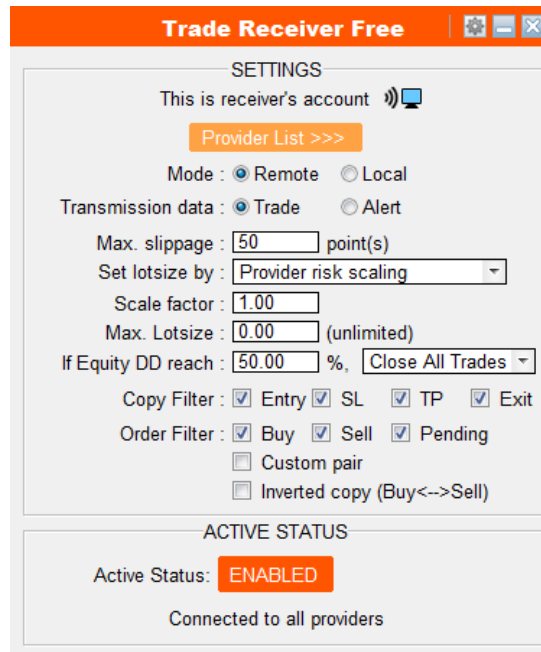 Trade Receiver Free
SETTINGS
This is receiver's account
Provider List >>>
Mode : Remote Local
Transmission data : Trade Alert
Max. slippage : 50 point(s)
Set lotsize by : Provider risk scaling
Scale factor : 1.00
Max. Lotsize : 0.00 (unlimited)
If Equity DD reach : 50.00 %, Close All Trades
Copy Filter : Entry SL TP Exit
Order Filter : Buy Sell Pending
Custom pair
Inverted copy (Buy<-->Sell)
ACTIVE STATUS
Active Status: ENABLED
Connected to all providers